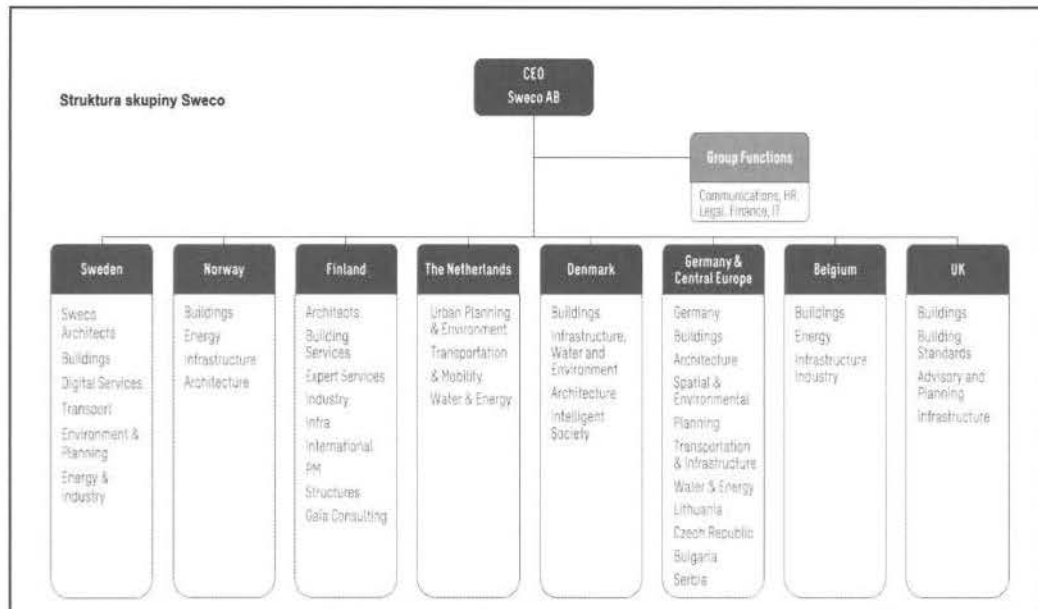 Struktura skupiny Sweco
CEO
Sweco AB
Group Functions
Communications, HR,
Legal, Finance, IT
Sweden
Sweco
Architects
Buildings
Digital Services
Transport
Environment &
Planning
Energy &
Industry
Norway
Buildings
Energy
Infrastructure
Architecture
Finland
Architects
Building
Services
Expert Services
Industry
Infra
International
PM
Structures
Gaia Consulting
The Netherlands
Urban Planning
& Environment
Transportation
& Mobility
Water & Energy
Denmark
Buildings
Infrastructure,
Water and
Environment
Architecture
Intelligent
Society
Germany &
Central Europe
Germany
Buildings
Architecture
Spatial &
Environmental
Planning
Transportation
& Infrastructure
Water & Energy
Lithuania
Czech Republic
Bulgaria
Serbia
Belgium
Buildings
Energy
Infrastructure
Industry
UK
Buildings
Building
Standards
Advisory and
Planning
Infrastructure